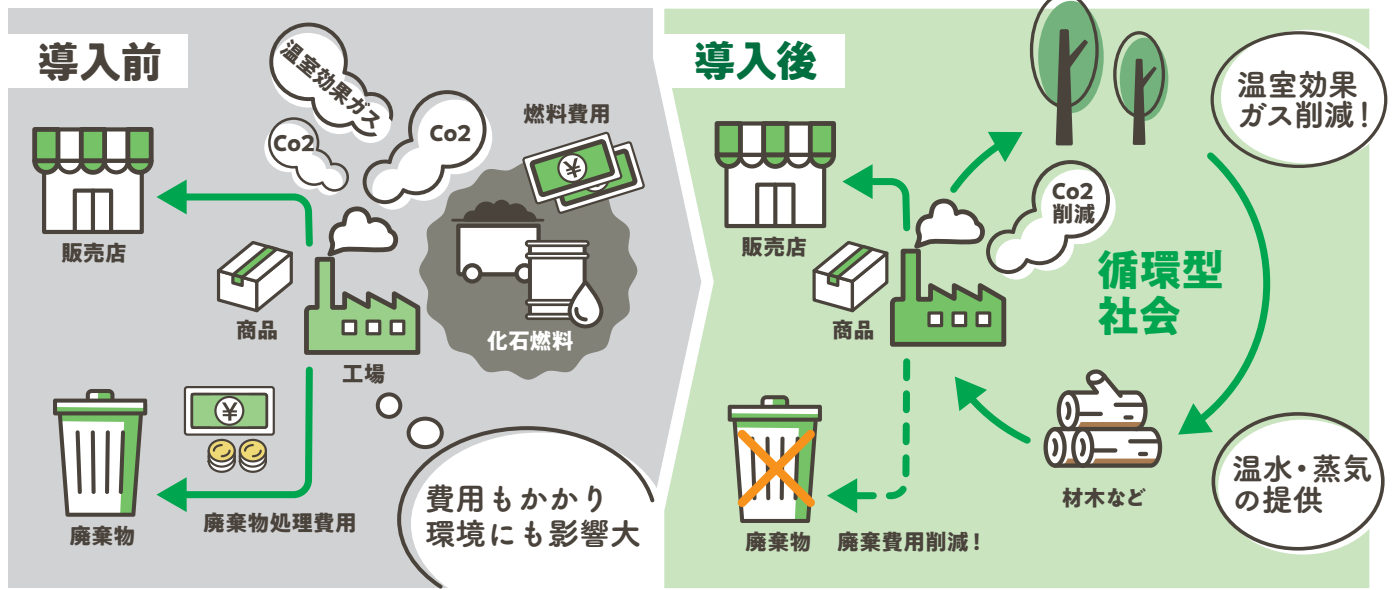 導入前
温室効果ガス
Co2
Co2
燃料費用
販売店
商品
工場
化石燃料
廃棄物
廃棄物処理費用
費用もかかり
環境にも影響大
導入後
温室効果
ガス削減！
販売店
商品
Co2
削減
循環型
社会
廃棄物
廃棄費用削減！
材木など
温水・蒸気
の提供